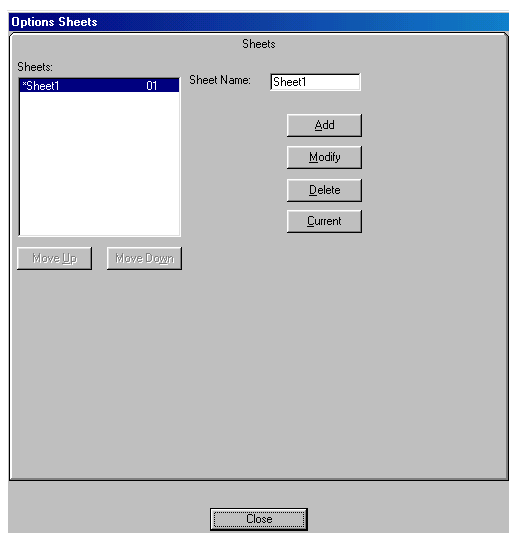 Options Sheets
Sheets
Sheets:
*Sheet1 01
Sheet Name: Sheet1
Add
Modify
Delete
Current
Move Up Move Down
Close